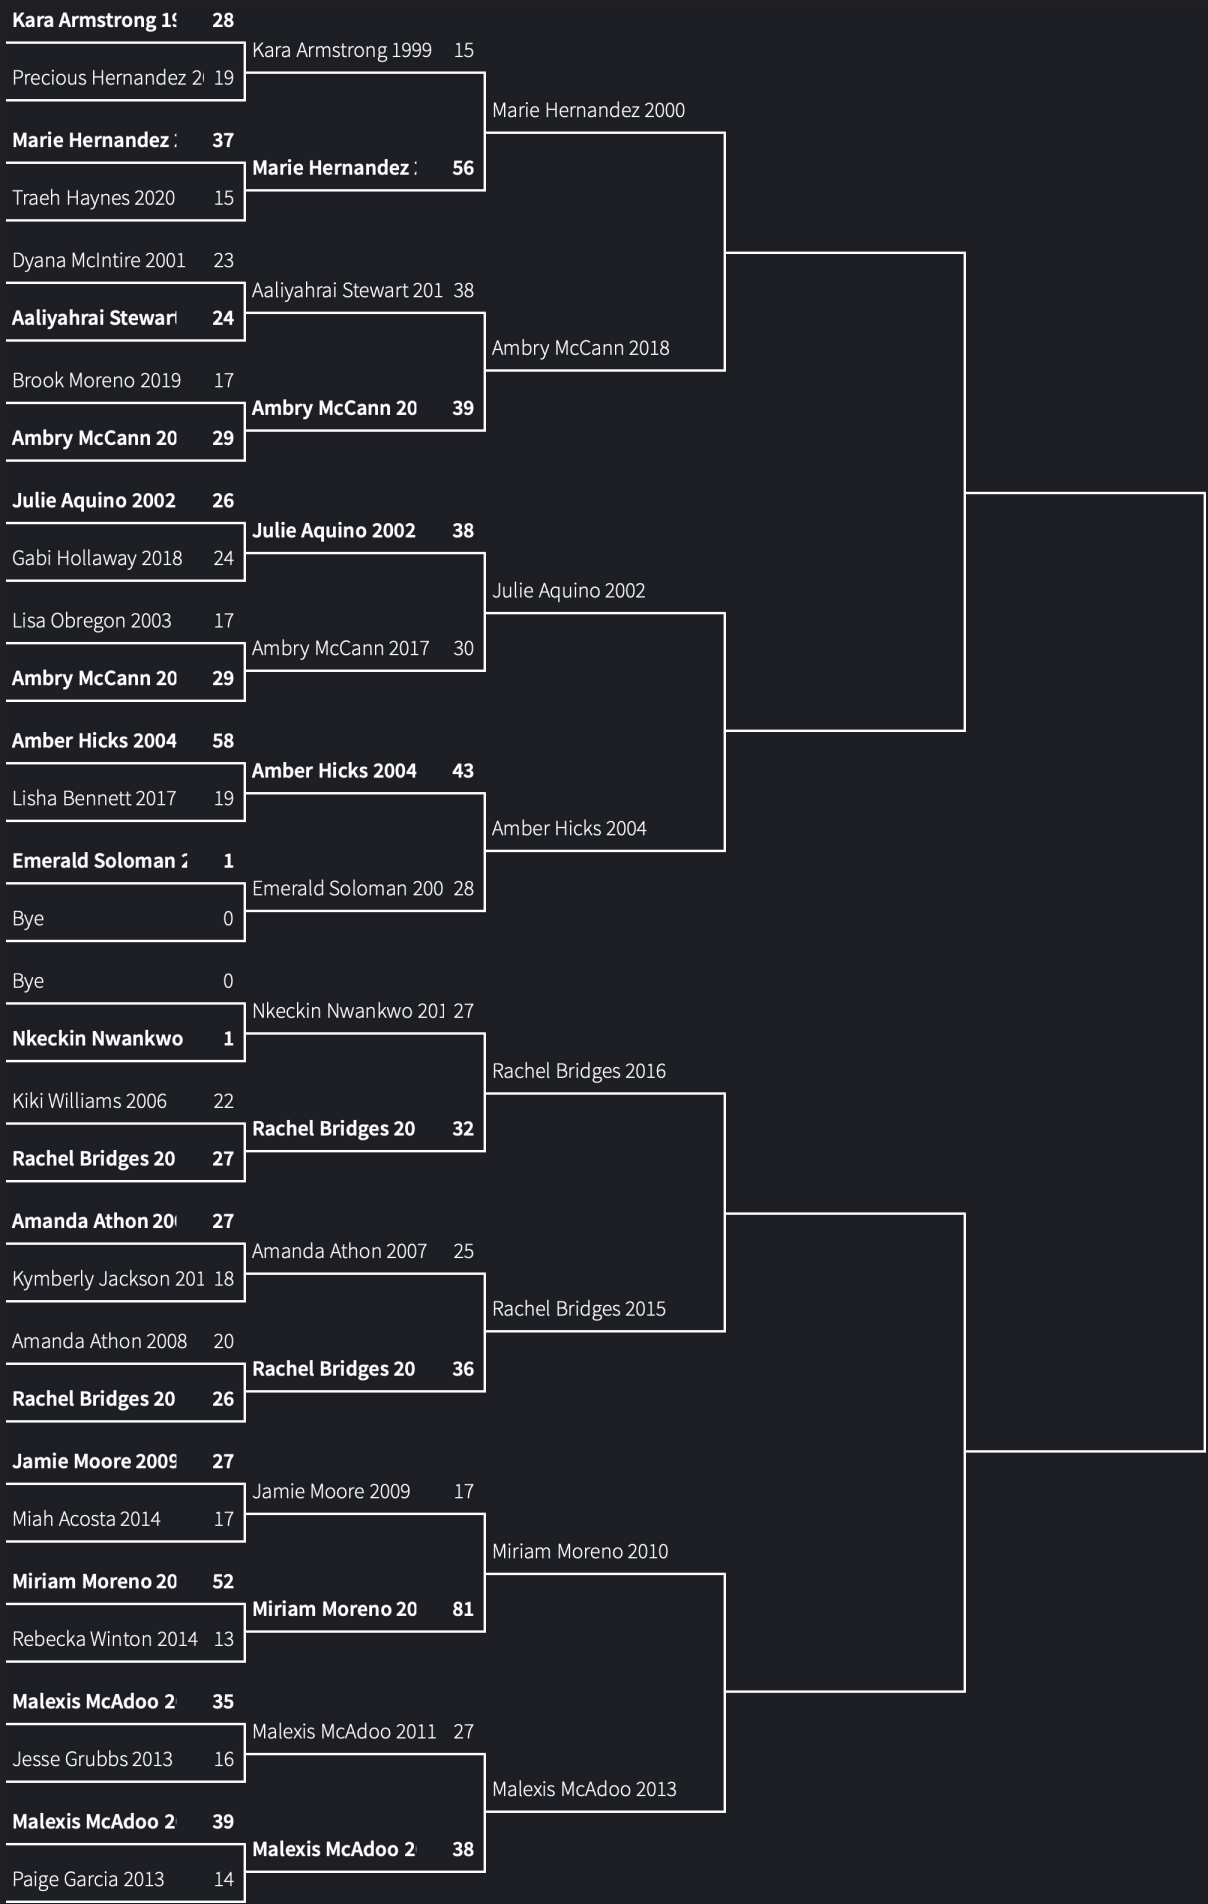 Kara Armstrong 19 28
Precious Hernandez 20 19
Marie Hernandez 37
Traeh Haynes 2020 15
Dyana McIntire 2001 23
Aaliyahrai Stewart 24
Brook Moreno 2019 17
Ambry McCann 20 29
Julie Aquino 2002 26
Gabi Hollaway 2018 24
Lisa Obregon 2003 17
Ambry McCann 20 29
Amber Hicks 2004 58
Lisha Bennett 2017 19
Emerald Soloman 2 1
Bye 0
Bye 0
Nkeckin Nwankwo 1
Kiki Williams 2006 22
Rachel Bridges 20 27
Amanda Athon 200 27
Kymberly Jackson 201 18
Amanda Athon 2008 20
Rachel Bridges 20 26
Jamie Moore 2009 27
Miah Acosta 2014 17
Miriam Moreno 20 52
Rebecka Winton 2014 13
Malexis McAdoo 2 35
Jesse Grubbs 2013 16
Malexis McAdoo 2 39
Paige Garcia 2013 14
Kara Armstrong 1999 15
Marie Hernandez 56
Aaliyahrai Stewart 201 38
Ambry McCann 20 39
Julie Aquino 2002 38
Ambry McCann 2017 30
Amber Hicks 2004 43
Emerald Soloman 200 28
Nkeckin Nwankwo 201 27
Rachel Bridges 20 32
Amanda Athon 2007 25
Rachel Bridges 20 36
Jamie Moore 2009 17
Miriam Moreno 20 81
Malexis McAdoo 2011 27
Malexis McAdoo 2 38
Marie Hernandez 2000
Ambry McCann 2018
Julie Aquino 2002
Amber Hicks 2004
Rachel Bridges 2016
Rachel Bridges 2015
Miriam Moreno 2010
Malexis McAdoo 2013